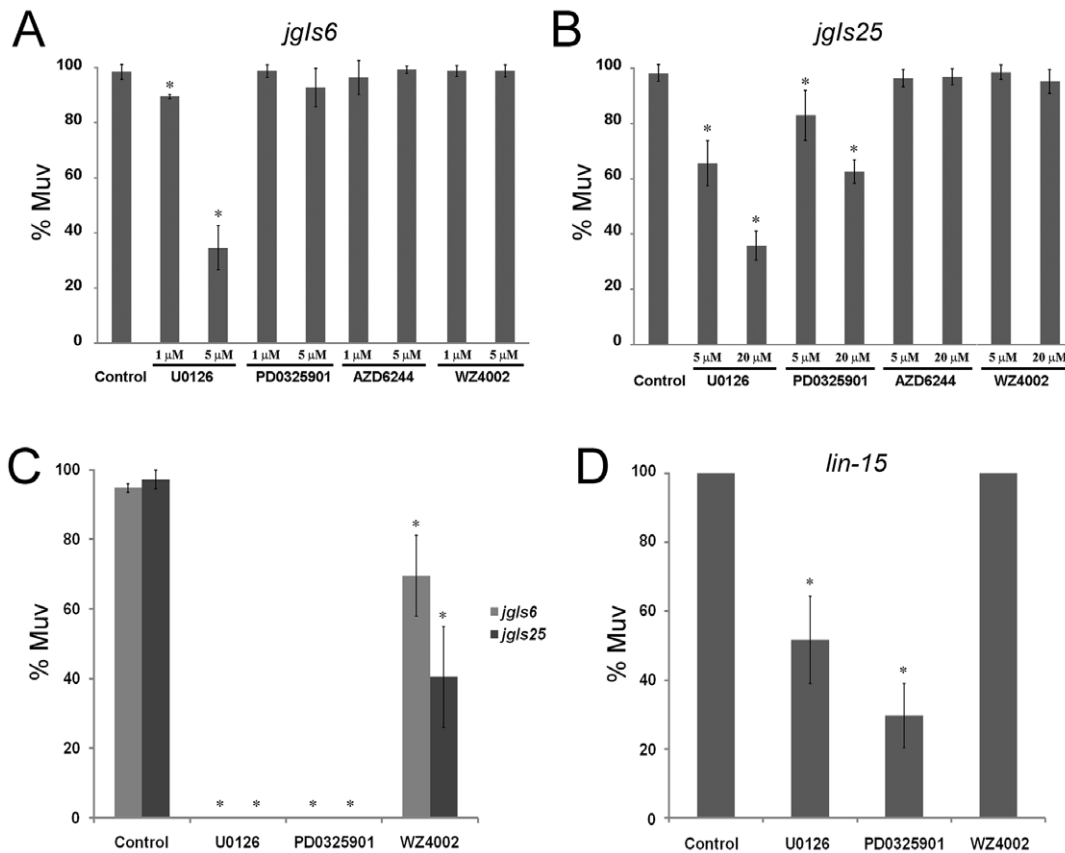 A
jgIs6
% Muv
100
80
60
40
20
0
*
*
1 μM 5 μM 1 μM 5 μM 1 μM 5 μM 1 μM 5 μM
Control U0126 PD0325901 AZD6244 WZ4002
B
jgIs25
% Muv
100
80
60
40
20
0
*
*
*
*
5 μM 20 μM 5 μM 20 μM 5 μM 20 μM 5 μM 20 μM
Control U0126 PD0325901 AZD6244 WZ4002
C
% Muv
100
80
60
40
20
0
* * * *
*
*
jgIs6
jgIs25
Control U0126 PD0325901 WZ4002
D
lin-15
% Muv
100
80
60
40
20
0
*
*
Control U0126 PD0325901 WZ4002